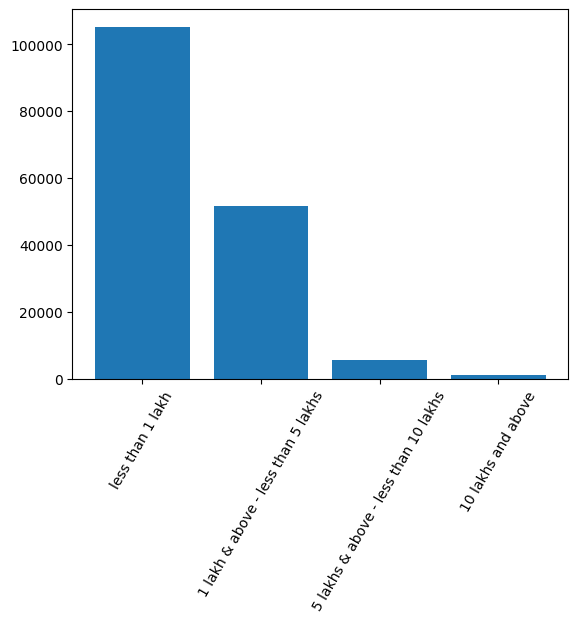 100000
80000
60000
40000
20000
0
less than 1 lakh
1 lakh & above - less than 5 lakhs
5 lakhs & above - less than 10 lakhs
10 lakhs and above